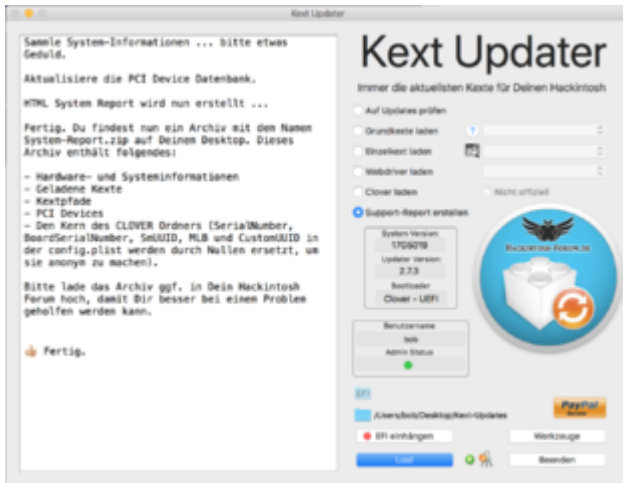 Kext Updater
Sammle System-Informationen ... bitte etwas
Geduld.
Aktualisiere die PCI Device Datenbank.
HTML System Report wird nun erstellt ...
Fertig. Du findest nun ein Archiv mit dem Namen
System-Report.zip auf Deinem Desktop. Dieses
Archiv enthält folgendes:
- Hardware- und Systeminformationen
- Geladene Kexte
- Kextpfade
- PCI Devices
- Den Kern des CLOVER Ordners (SerialNumber,
BoardSerialNumber, SmUUID, MLB und CustomUUID in
der config.plist werden durch Nullen ersetzt, um
sie anonym zu machen).
Bitte lade das Archiv ggf. in Dein Hackintosh
Forum hoch, damit Dir besser bei einem Problem
geholfen werden kann.
👍 Fertig.
Kext Updater
Immer die aktuellsten Kexte für Deinen Hackintosh
Auf Updates prüfen
Grundkexte laden ?
Einzelkext laden
Webdriver laden
Clover laden
Nicht offiziell
Support-Report erstellen
System Version:
17G5019
Updater Version
2.7.3
Bootloader
Clover - UEFI
Hackintosh-Forum.de
Benutzername
bob
Admin Status
EFI
/Users/bob/Desktop/Kext-Updates
PayPal
EFI einhängen
Werkzeuge
Los!
Beenden